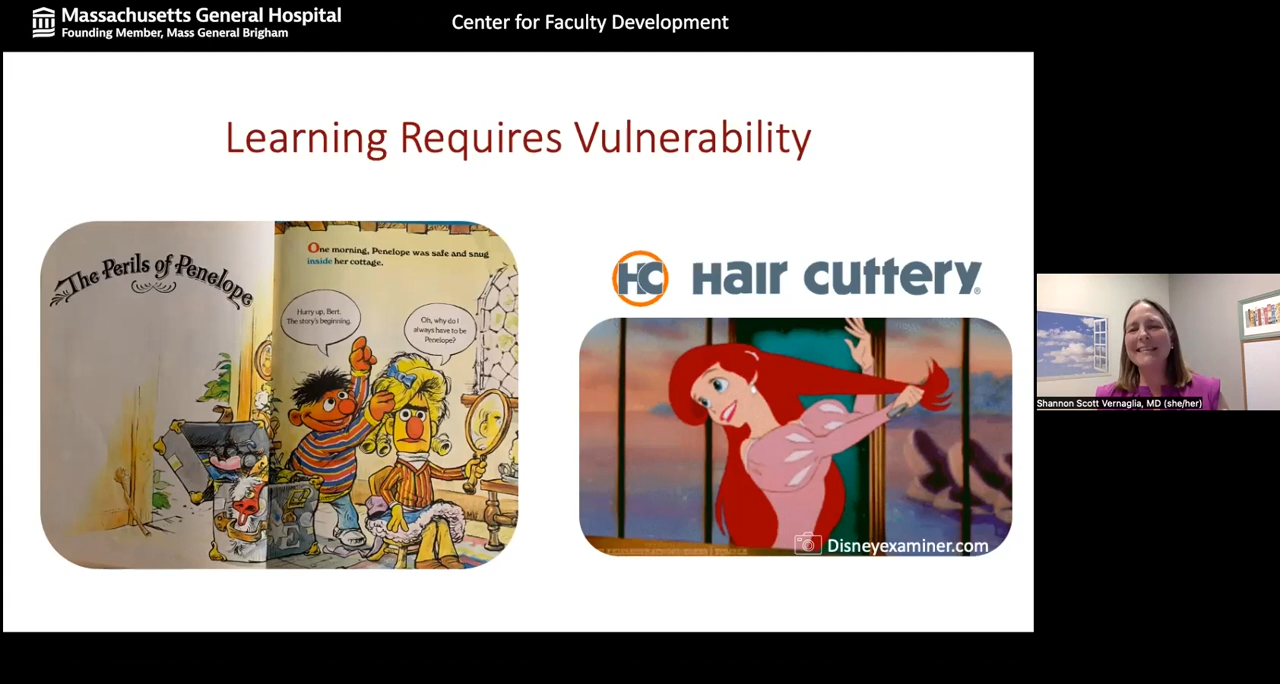 Massachusetts General Hospital
Founding Member, Mass General Brigham
Center for Faculty Development
Learning Requires Vulnerability
The Perils of Penelope
One morning, Penelope was safe and snug
inside her cottage.
Hurry up, Bert.
The story's beginning.
Oh, why do I
always have to be
Penelope?
HC Hair Cuttery®
Disneyexaminer.com
Shannon Scott Vernaglia, MD (she/her)